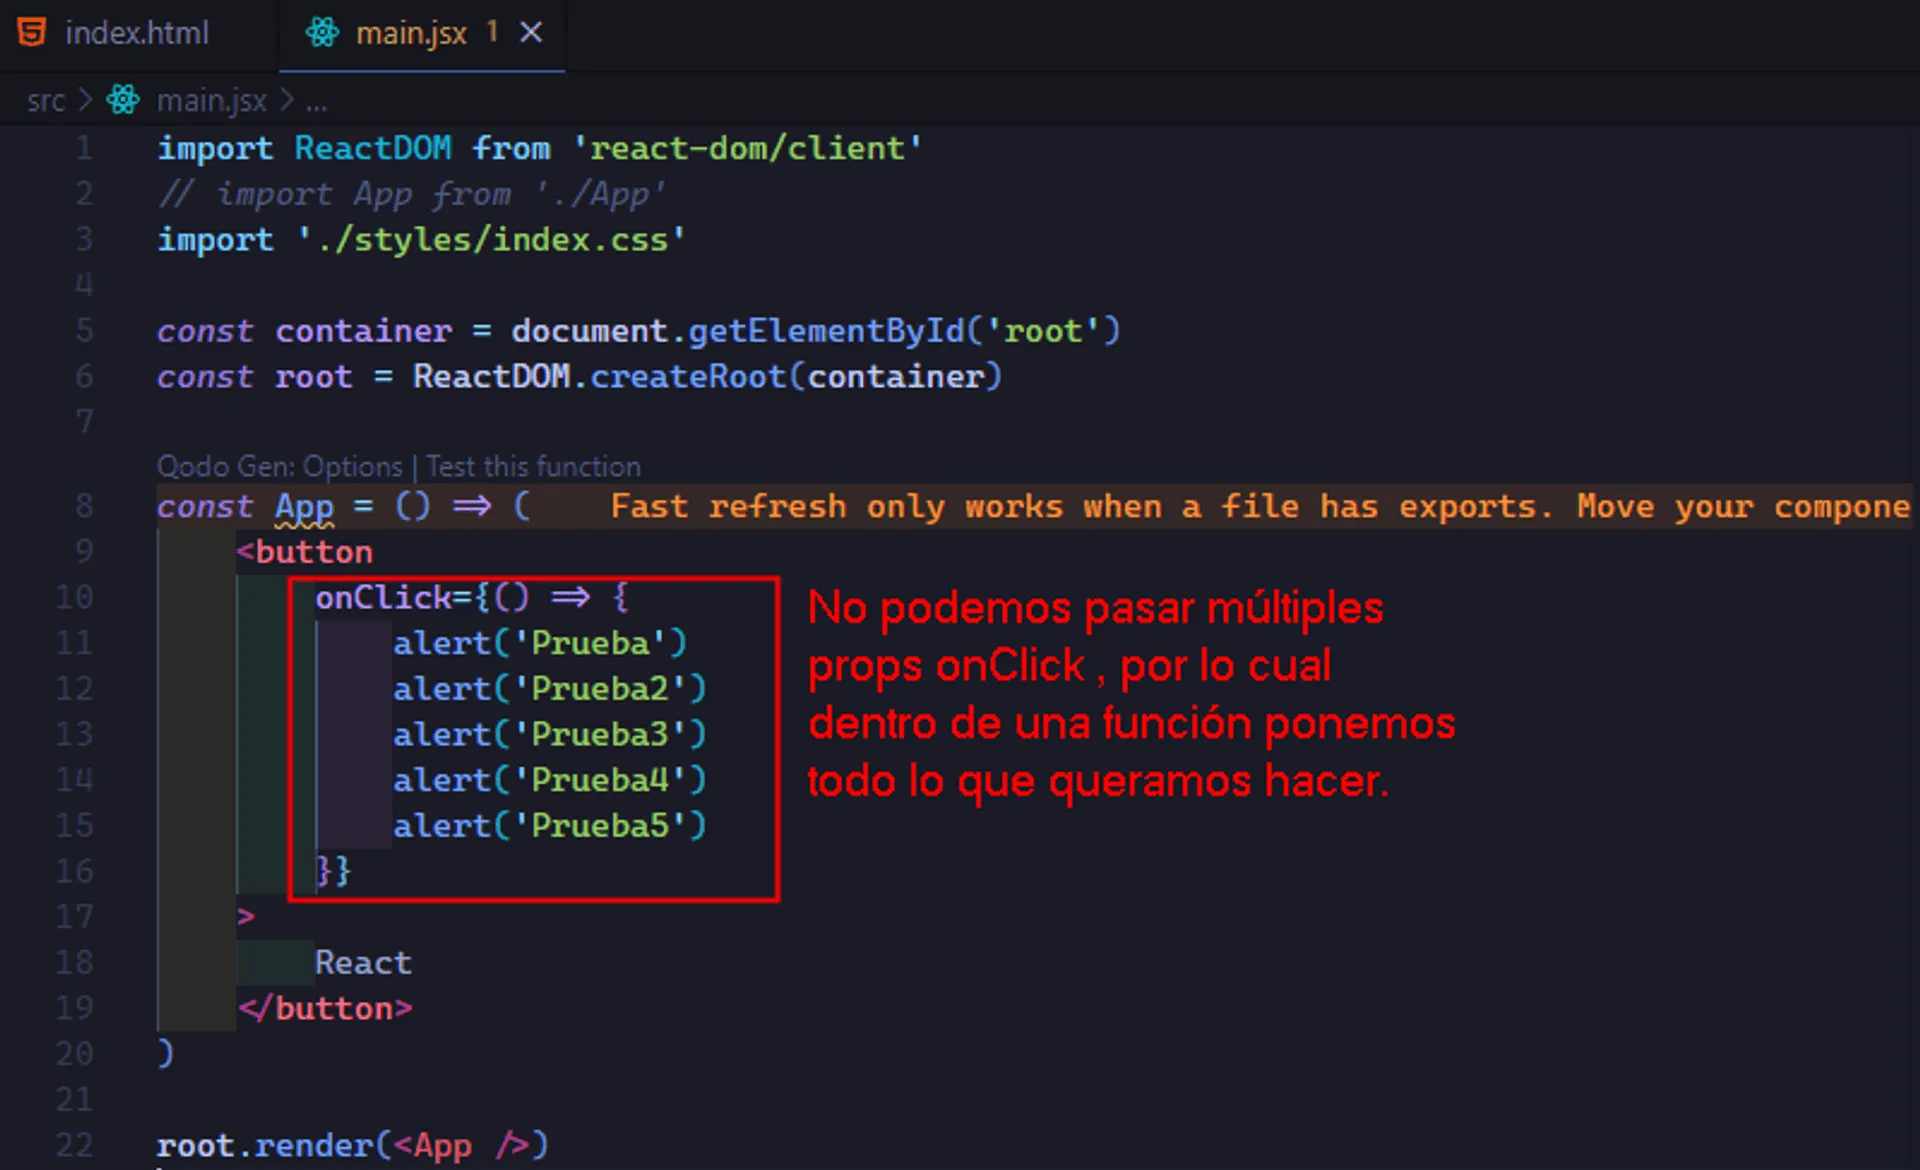 index.html
main.jsx 1
src > main.jsx > ...
1 import ReactDOM from 'react-dom/client'
2 // import App from './App'
3 import './styles/index.css'
4
5 const container = document.getElementById('root')
6 const root = ReactDOM.createRoot(container)
7
Qodo Gen: Options | Test this function
8 const App = () => ( Fast refresh only works when a file has exports. Move your compone
9 <button
10 onClick={() => {
11 alert('Prueba')
12 alert('Prueba2')
13 alert('Prueba3')
14 alert('Prueba4')
15 alert('Prueba5')
16 }}
No podemos pasar múltiples
props onClick , por lo cual
dentro de una función ponemos
todo lo que queramos hacer.
17 >
18 React
19 </button>
20 )
21
22 root.render(<App />)